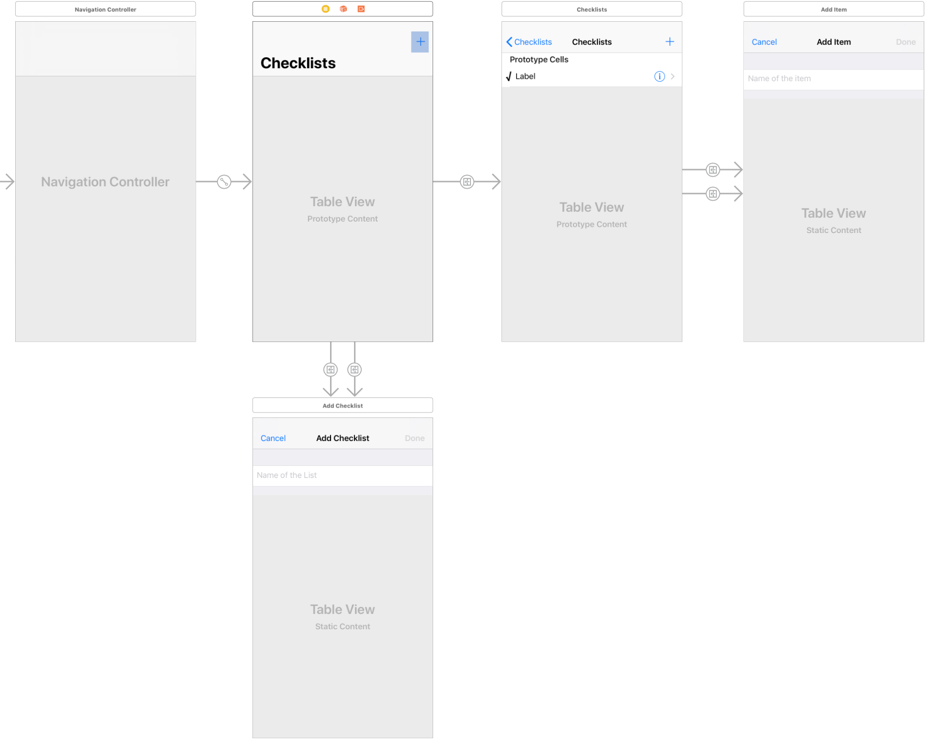 Navigation Controller
Navigation Controller
Checklists
Table View
Prototype Content
Checklists
Checklists
Checklists
Prototype Cells
Label
Table View
Prototype Content
Add Item
Cancel
Add Item
Done
Name of the Item
Table View
Static Content
Add Checklist
Cancel
Add Checklist
Done
Name of the List
Table View
Static Content